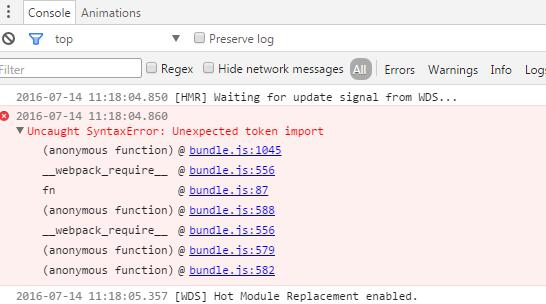 Console Animations
top ▼ Preserve log
Filter Regex Hide network messages All Errors Warnings Info Logs
2016-07-14 11:18:04.850 [HMR] Waiting for update signal from WDS...
2016-07-14 11:18:04.860
▼Uncaught SyntaxError: Unexpected token import
(anonymous function) @ bundle.js:1045
__webpack_require__ @ bundle.js:556
fn @ bundle.js:87
(anonymous function) @ bundle.js:588
__webpack_require__ @ bundle.js:556
(anonymous function) @ bundle.js:579
(anonymous function) @ bundle.js:582
2016-07-14 11:18:05.357 [WDS] Hot Module Replacement enabled.